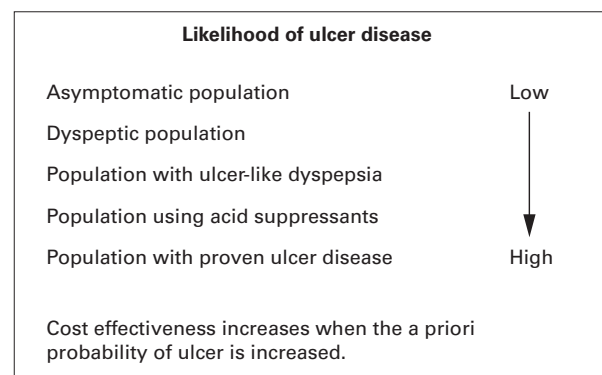 Likelihood of ulcer disease
Asymptomatic population Low
Dyspeptic population
Population with ulcer-like dyspepsia
Population using acid suppressants
Population with proven ulcer disease High
Cost effectiveness increases when the a priori
probability of ulcer is increased.